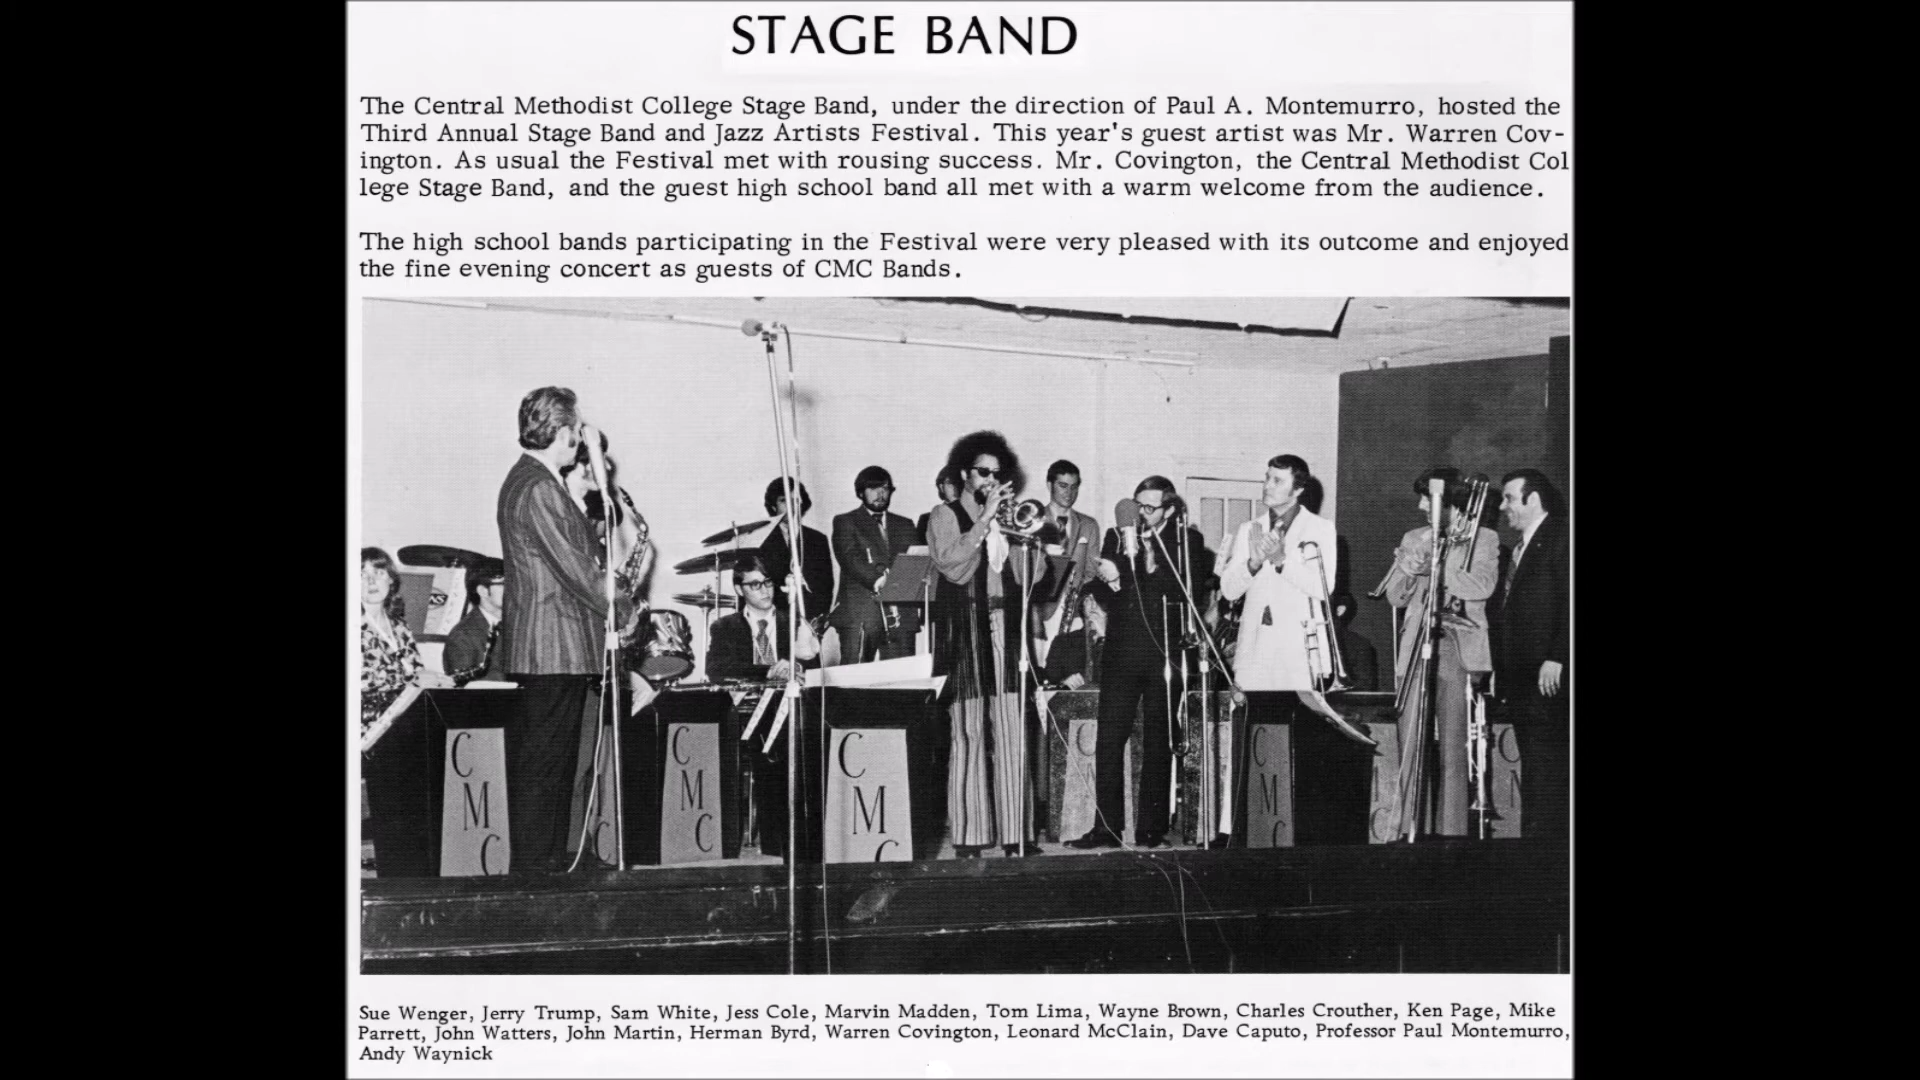 STAGE BAND
The Central Methodist College Stage Band, under the direction of Paul A. Montemurro, hosted the
Third Annual Stage Band and Jazz Artists Festival. This year's guest artist was Mr. Warren Cov-
ington. As usual the Festival met with rousing success. Mr. Covington, the Central Methodist Col
lege Stage Band, and the guest high school band all met with a warm welcome from the audience.
The high school bands participating in the Festival were very pleased with its outcome and enjoyed
the fine evening concert as guests of CMC Bands.
CMC
CMC
CMC
CMC
Sue Wenger, Jerry Trump, Sam White, Jess Cole, Marvin Madden, Tom Lima, Wayne Brown, Charles Crouther, Ken Page, Mike
Parrett, John Watters, John Martin, Herman Byrd, Warren Covington, Leonard McClain, Dave Caputo, Professor Paul Montemurro,
Andy Waynick